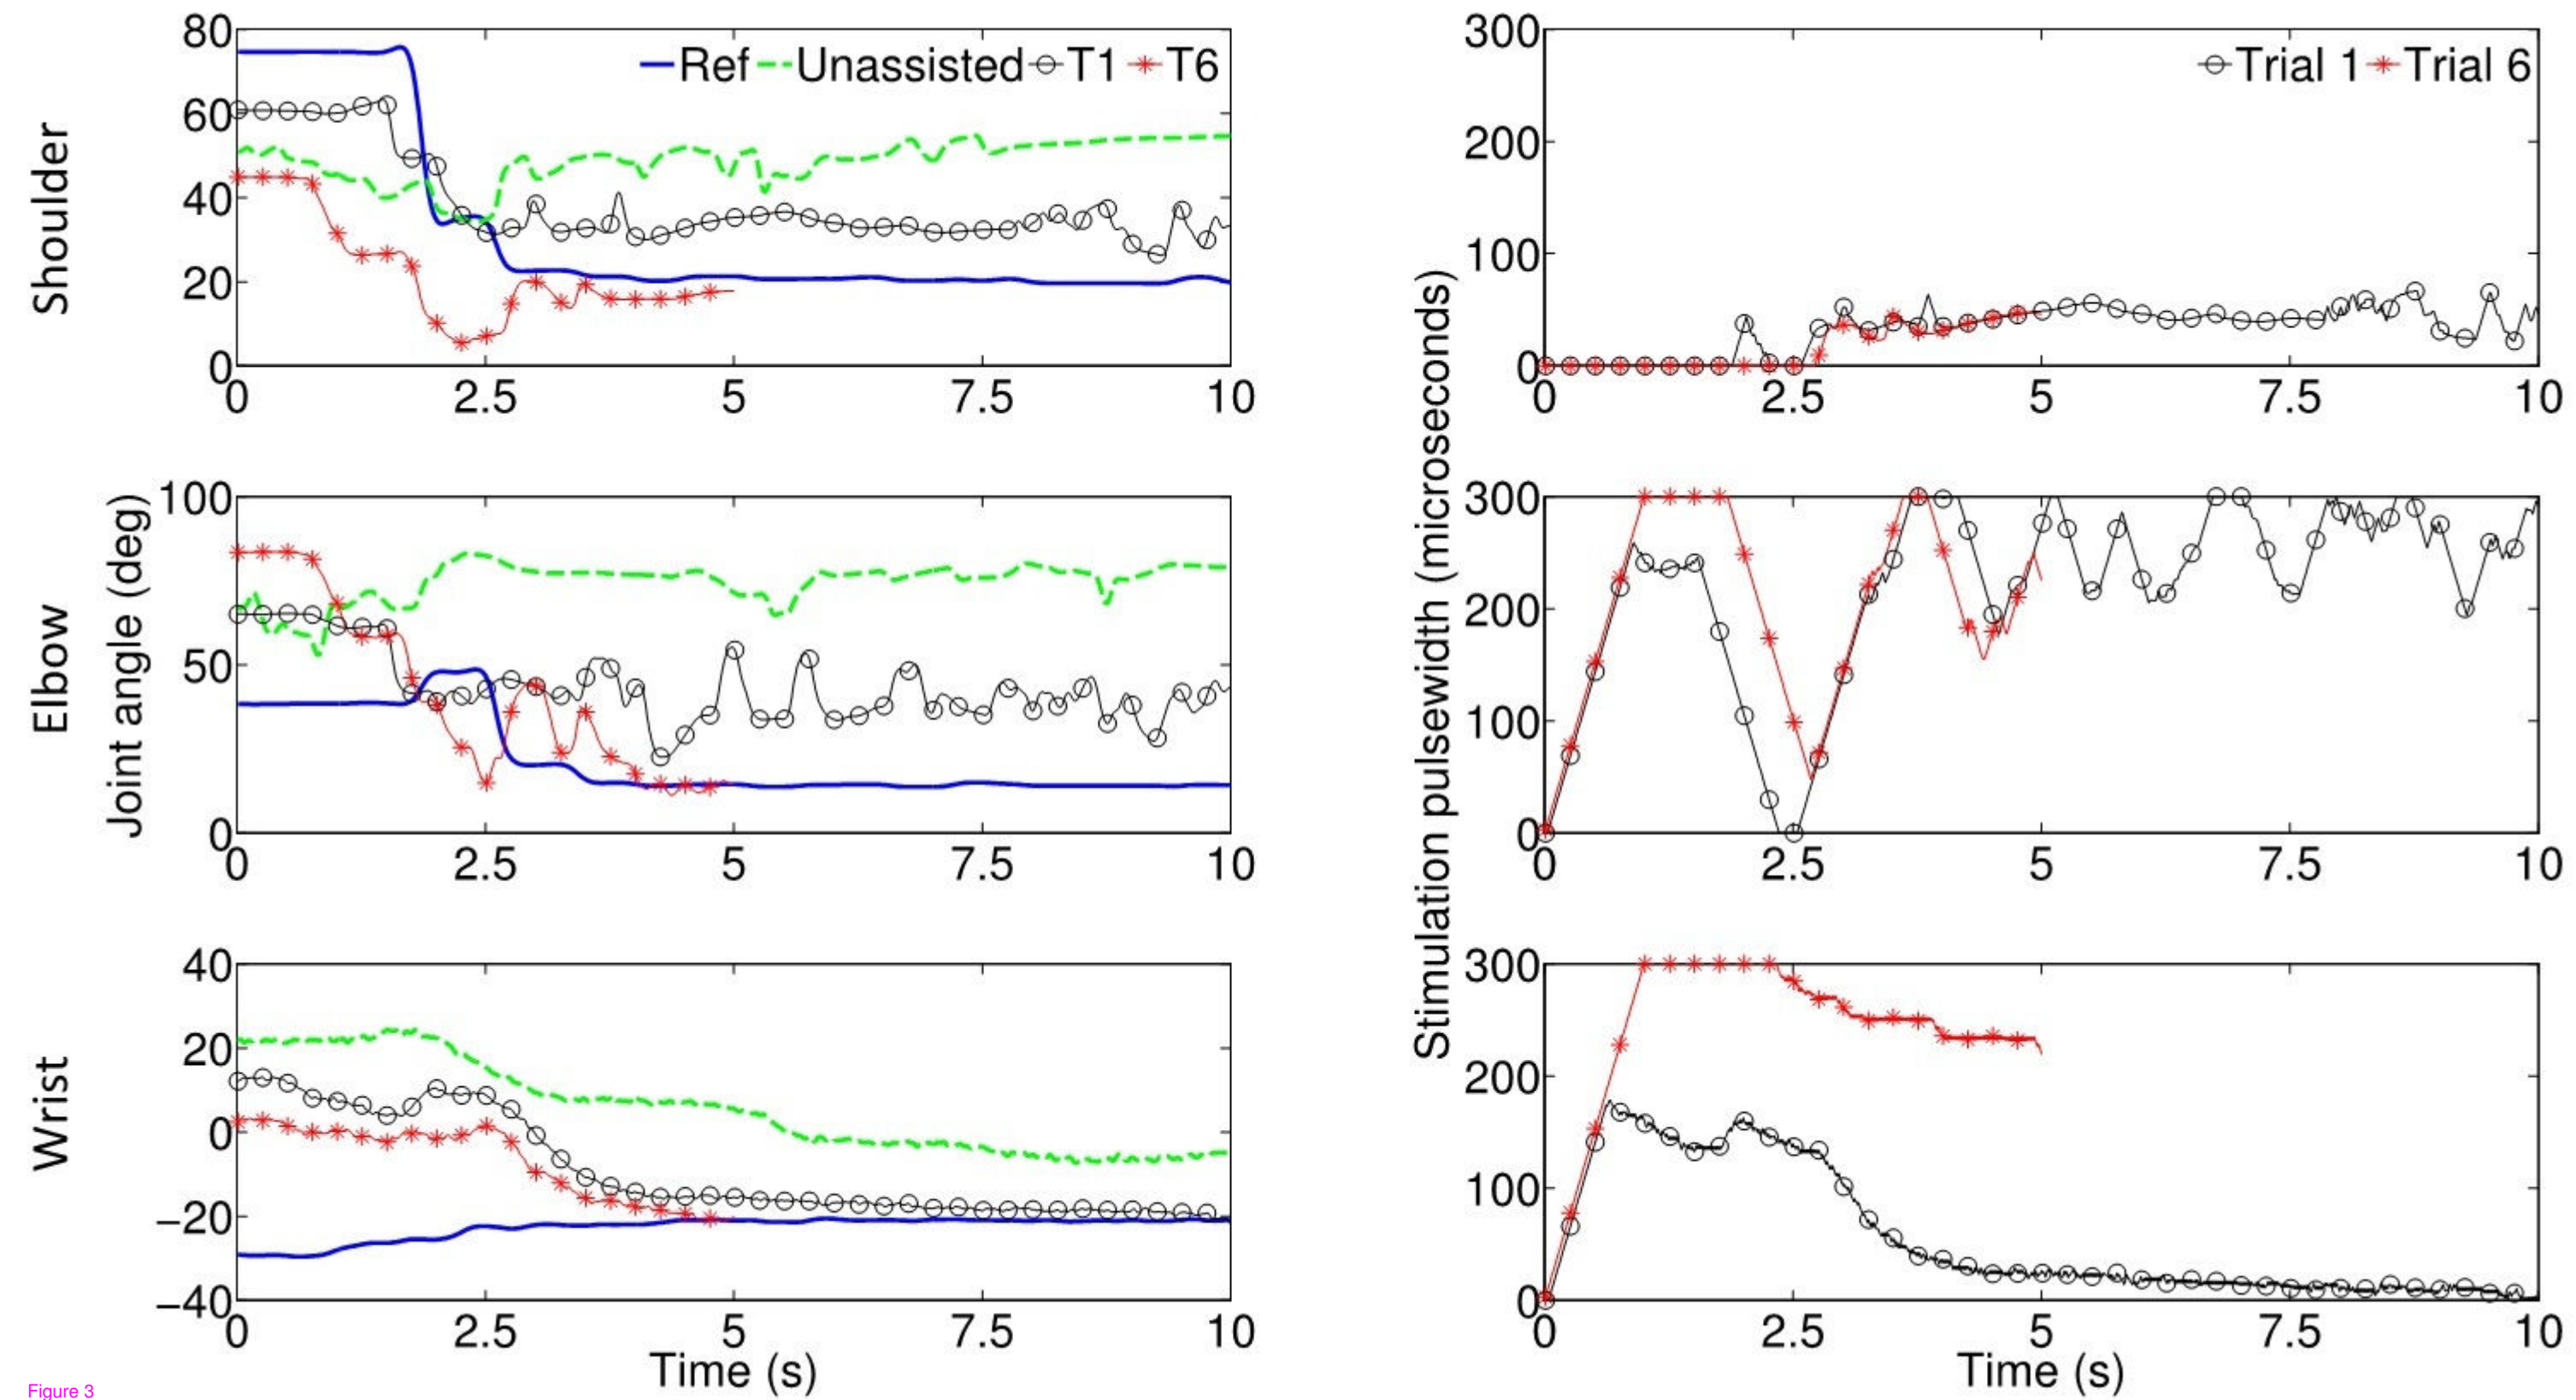 Shoulder
80
60
40
20
0
Ref Unassisted T1 T6
0 2.5 5 7.5 10
300
200
100
0
Trial 1 Trial 6
0 2.5 5 7.5 10
Elbow
Joint angle (deg)
100
50
0
0 2.5 5 7.5 10
Stimulation pulsewidth (microseconds)
300
200
100
0
0 2.5 5 7.5 10
Wrist
40
20
0
−20
−40
0 2.5 5 7.5 10
Time (s)
300
200
100
0
0 2.5 5 7.5 10
Time (s)
Figure 3